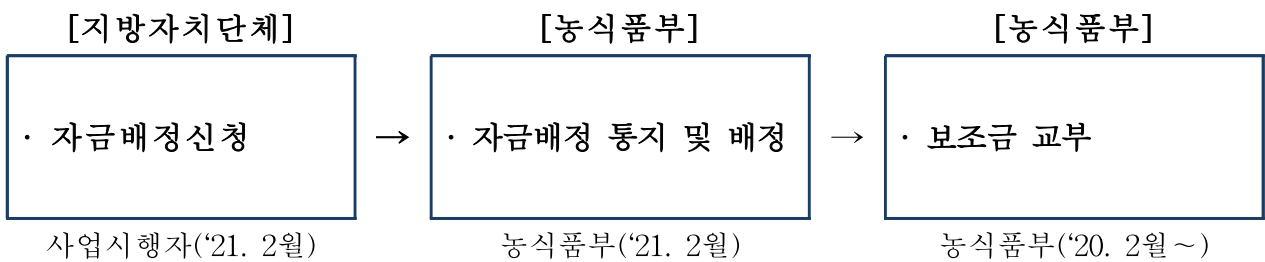 [지방자치단체] [농식품부] [농식품부]
· 자금배정신청 → · 자금배정 통지 및 배정 → · 보조금 교부
사업시행자(‘21. 2월) 농식품부(‘21. 2월) 농식품부(‘20. 2월～)